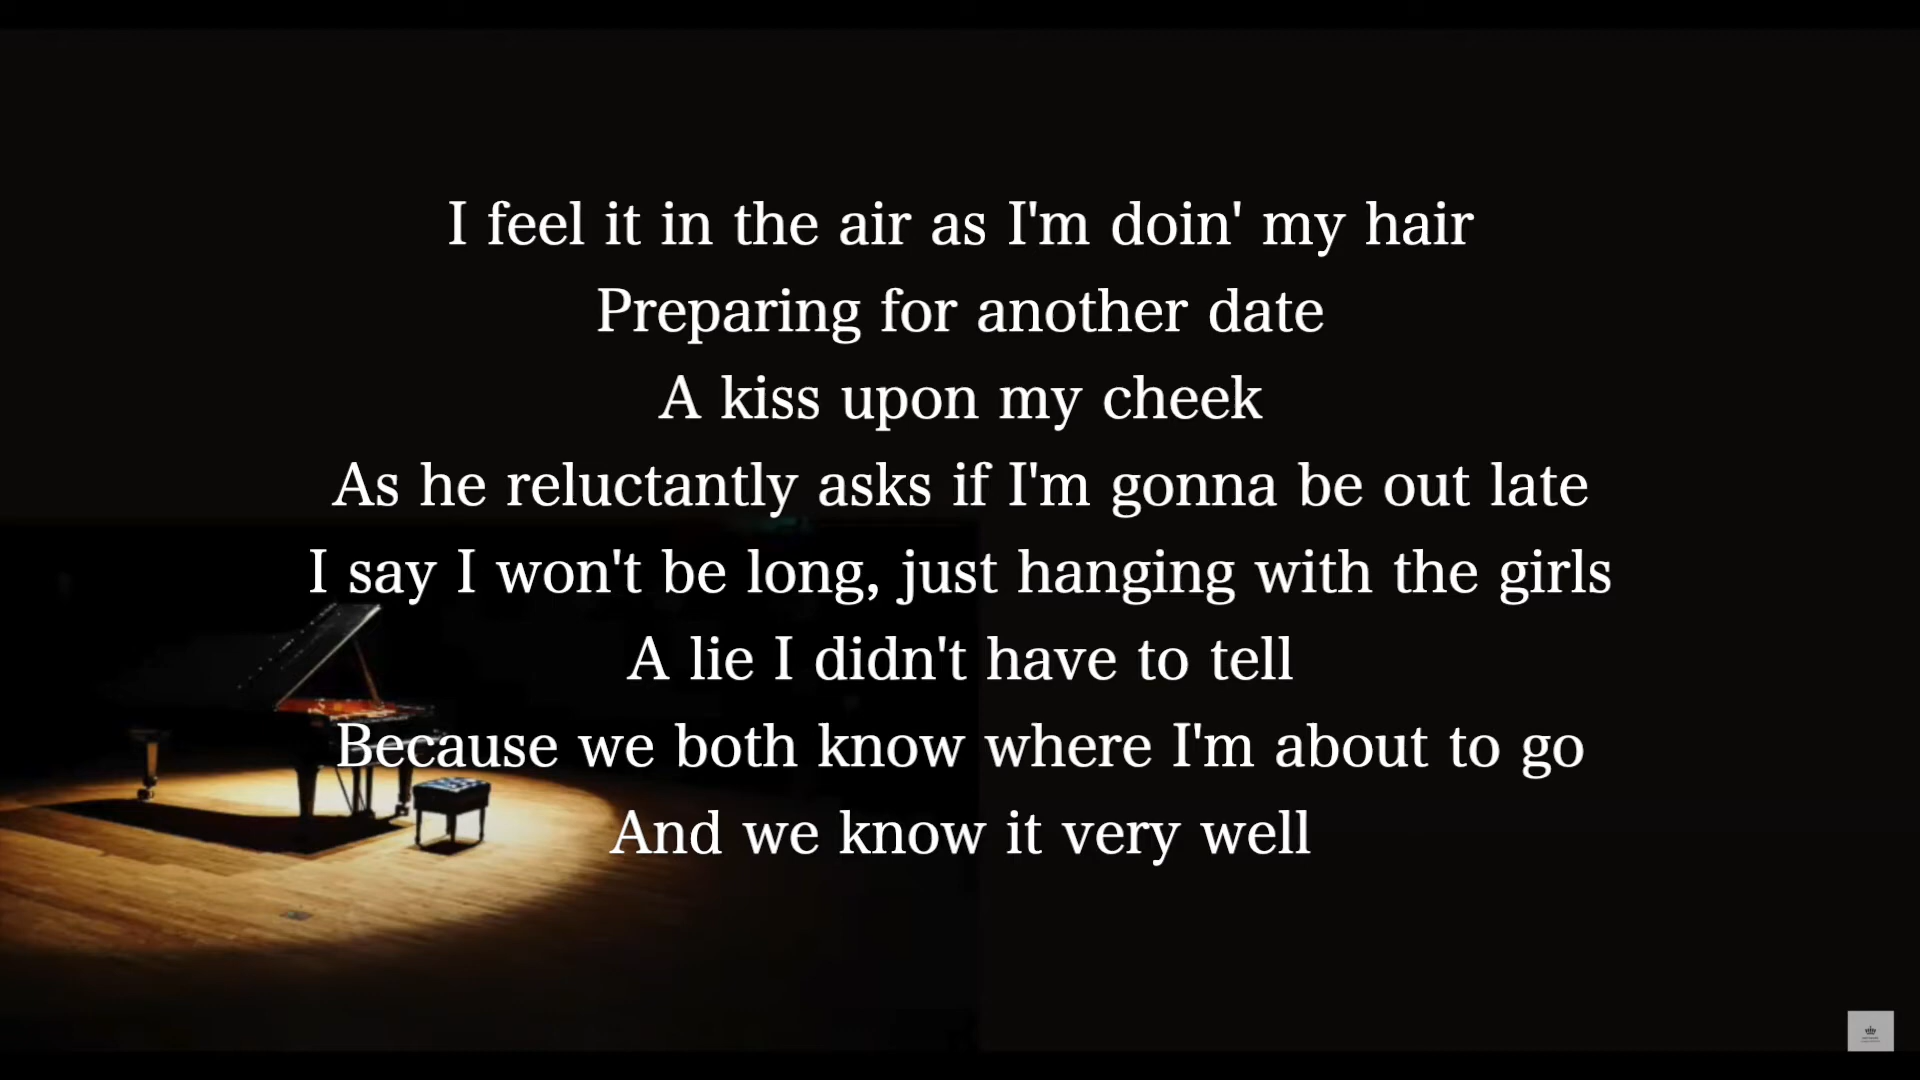 I feel it in the air as I'm doin' my hair
Preparing for another date
A kiss upon my cheek
As he reluctantly asks if I'm gonna be out late
I say I won't be long, just hanging with the girls
A lie I didn't have to tell
Because we both know where I'm about to go
And we know it very well